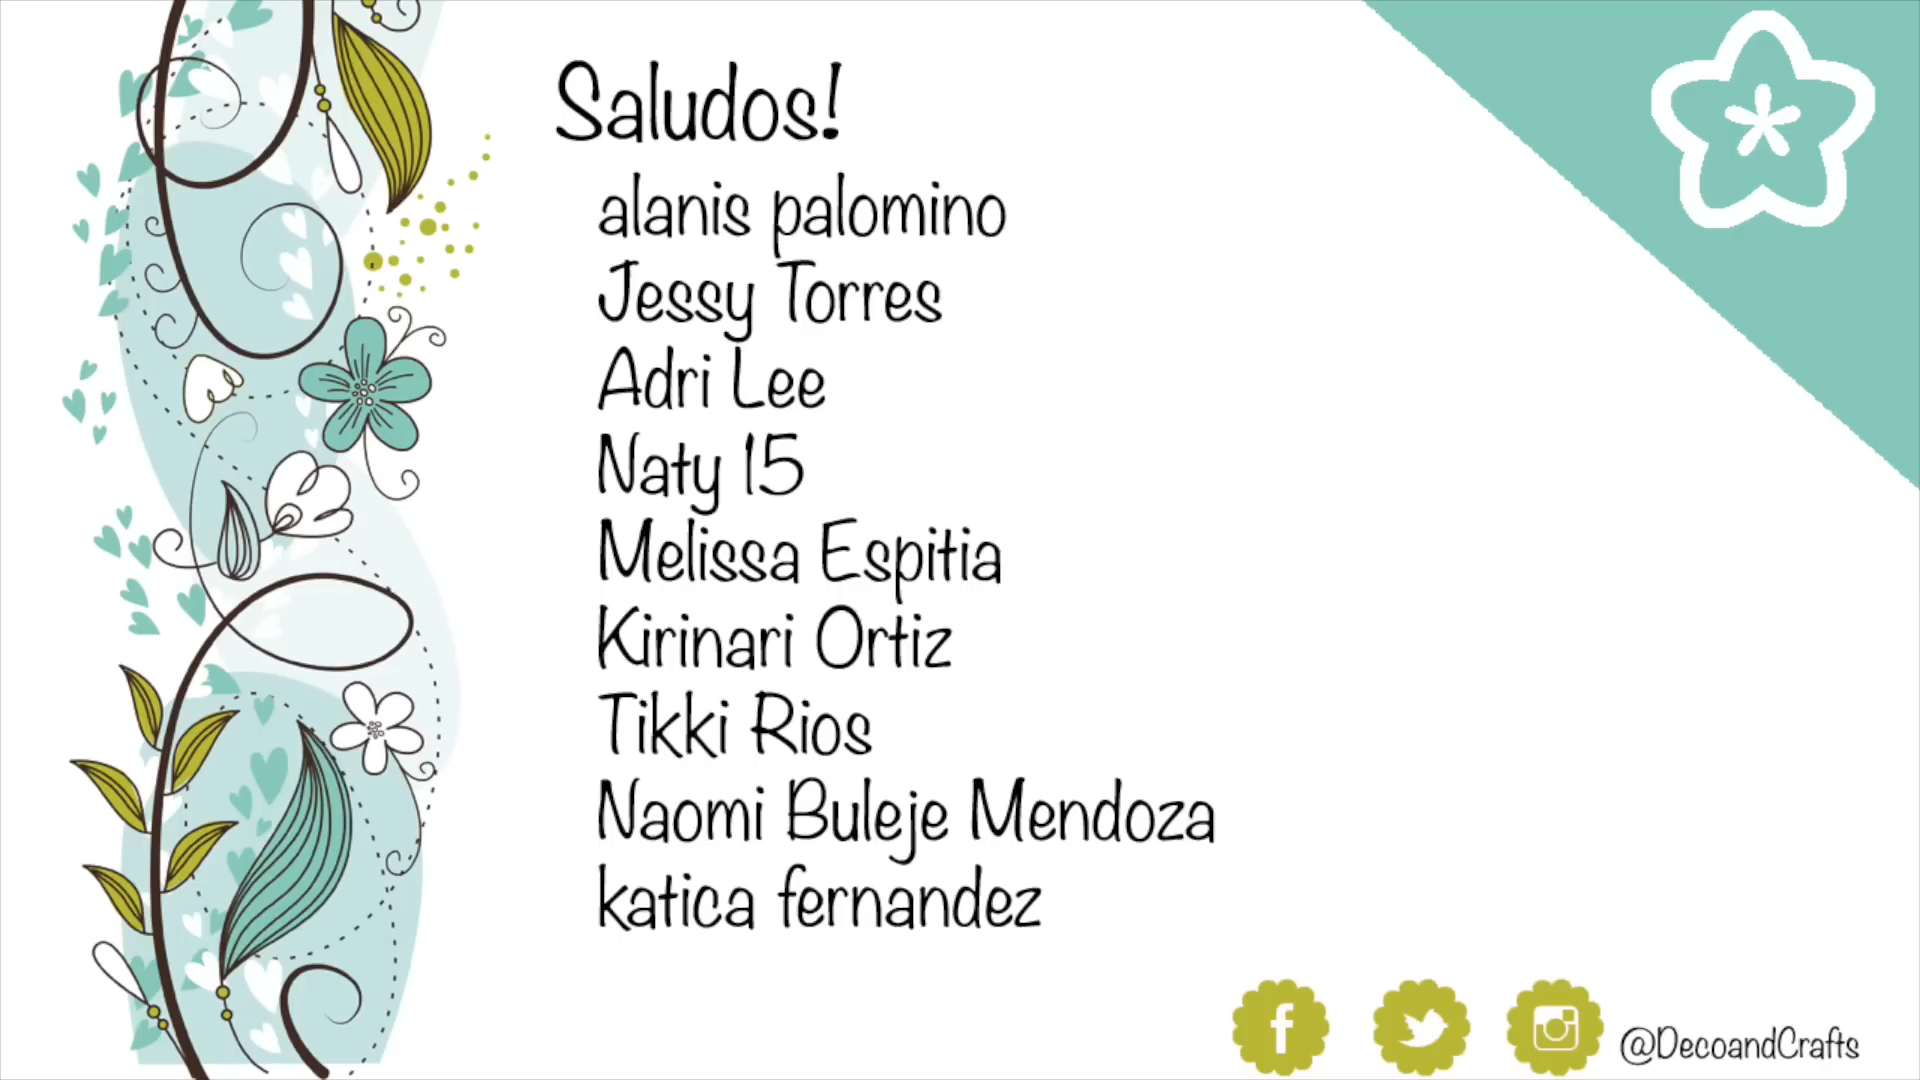 Saludos!
alanis palomino
Jessy Torres
Adri Lee
Naty 15
Melissa Espitia
Kirinari Ortiz
Tikki Rios
Naomi Buleje Mendoza
katica fernandez
@DecoandCrafts